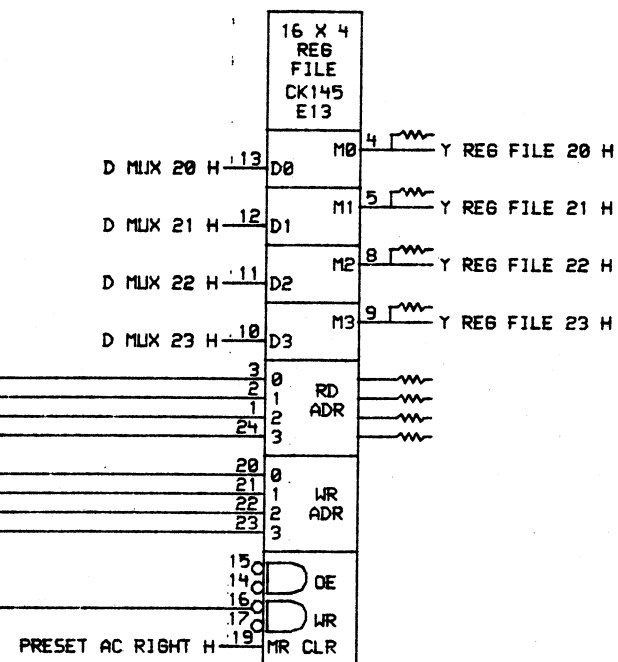 16 X 4
REG
FILE
CK145
E13
M0 4 Y REG FILE 20 H
D MUX 20 H 13 D0
M1 5 Y REG FILE 21 H
D MUX 21 H 12 D1
M2 8 Y REG FILE 22 H
D MUX 22 H 11 D2
M3 9 Y REG FILE 23 H
D MUX 23 H 10 D3
3 0
2 1
1 2
24 3
RD
ADR
20 0
21 1
22 2
23 3
WR
ADR
15
14 OE
16
17 WR
PRESET AC RIGHT H 19 MR CLR